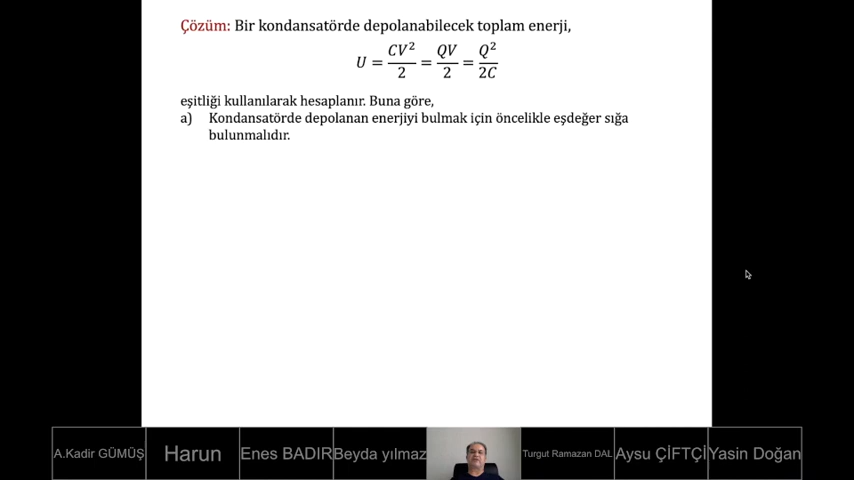 Çözüm: Bir kondansatörde depolanabilecek toplam enerji,
U = CV²/2 = QV/2 = Q²/2C
eşitliği kullanılarak hesaplanır. Buna göre,
a) Kondansatörde depolanan enerjiyi bulmak için öncelikle eşdeğer sığa
bulunmalıdır.
A.Kadir GÜMÜŞ Harun Enes BADIR Beyda yılmaz Turgut Ramazan DAL Aysu ÇİFTÇİ Yasin Doğan